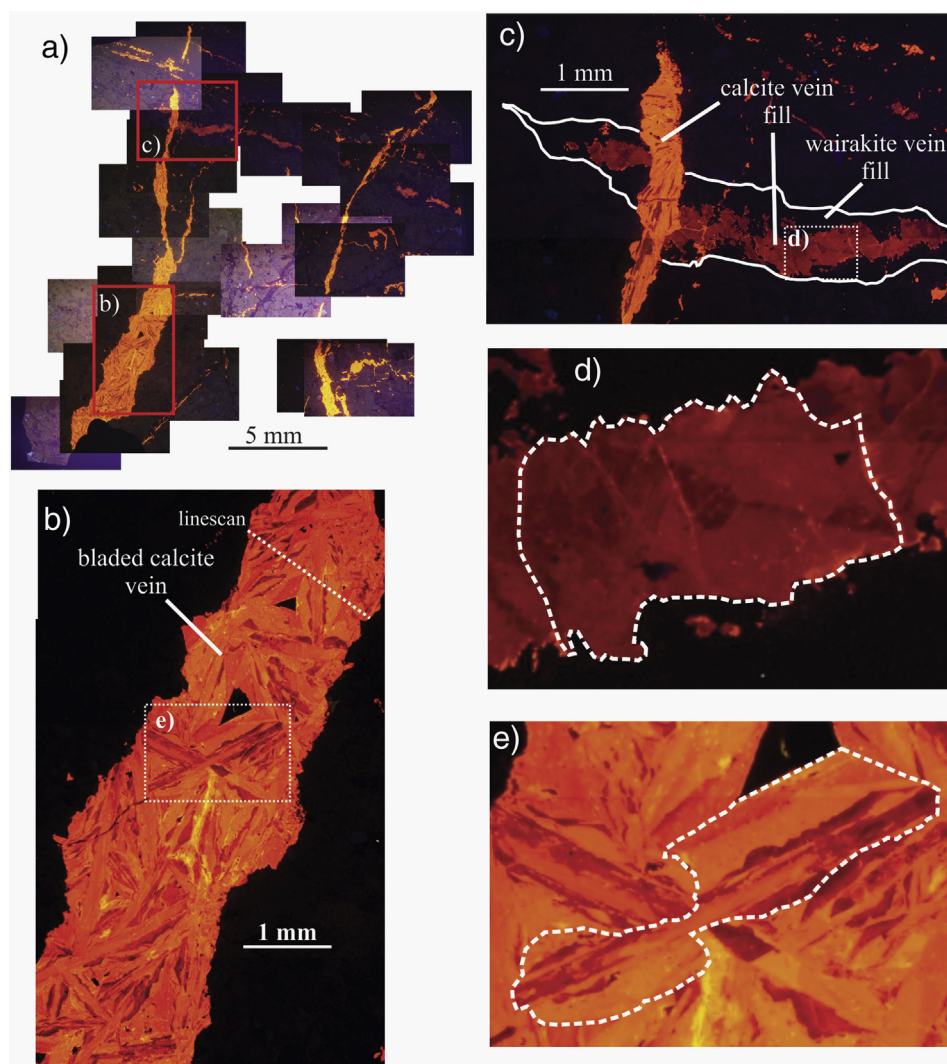 a)
c)
b)
5 mm
b)
linescan
bladed calcite
vein
e)
1 mm
c)
1 mm
calcite vein
fill
wairakite vein
fill
d)
d)
e)